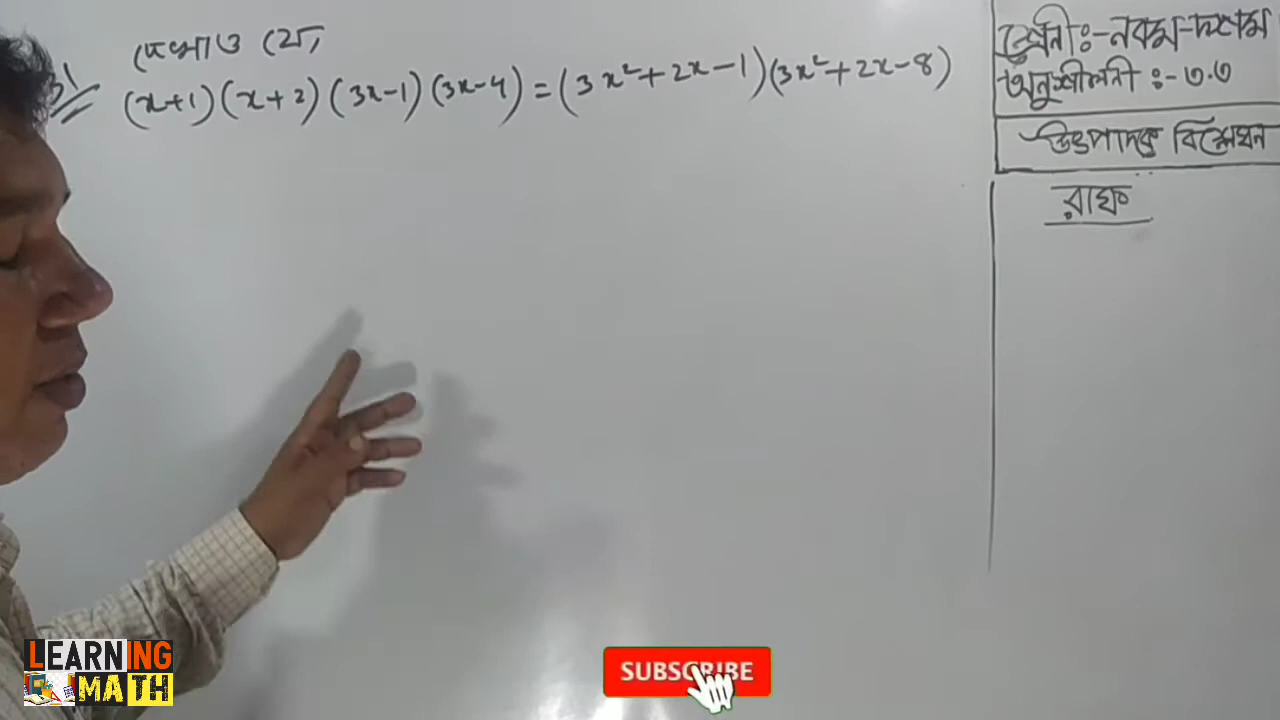 দেখাও যে,
(x+1)(x+2)(3x-1)(3x-4)=(3x²+2x-1)(3x²+2x-8)
শ্রেনী:-নবম-দশম
অনুশীলনী:-৩.৩
উৎপাদক বিশ্লেষন
রাফ
LEARNING
MATH
SUBSCRIBE